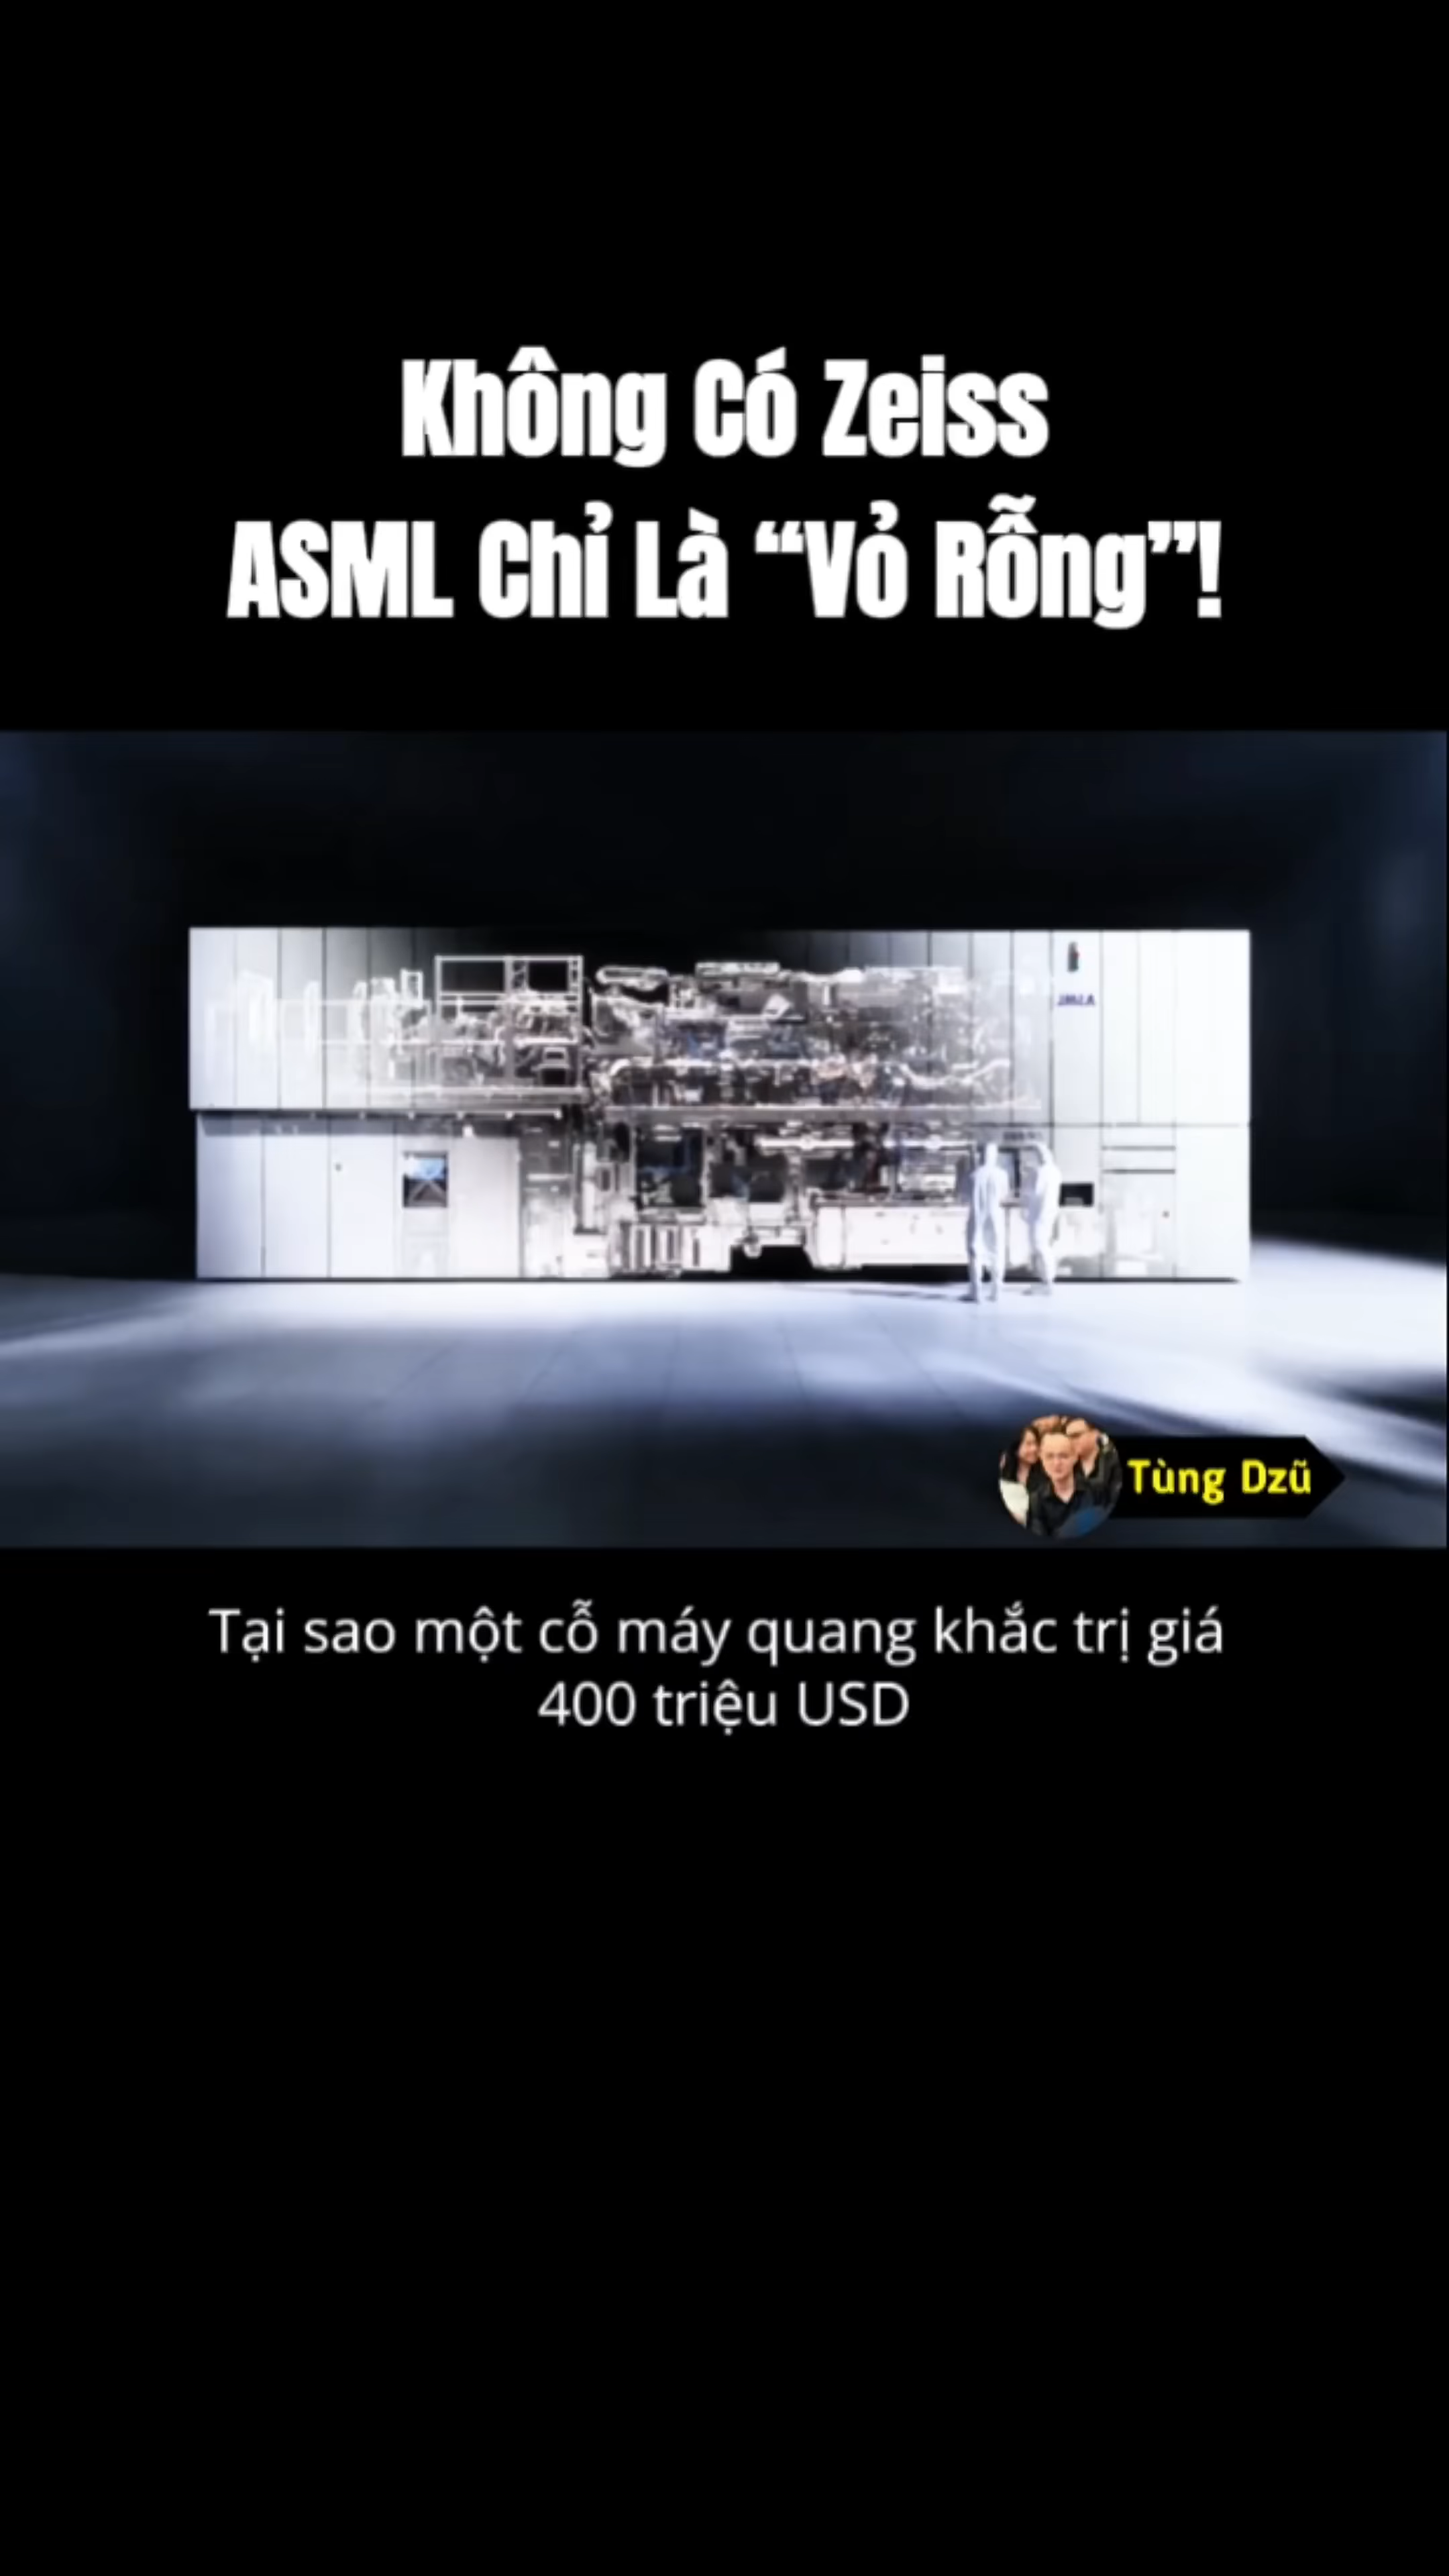 Không Có Zeiss
ASML Chỉ Là “Vỏ Rỗng”!
Tùng Dzũ
Tại sao một cỗ máy quang khắc trị giá
400 triệu USD